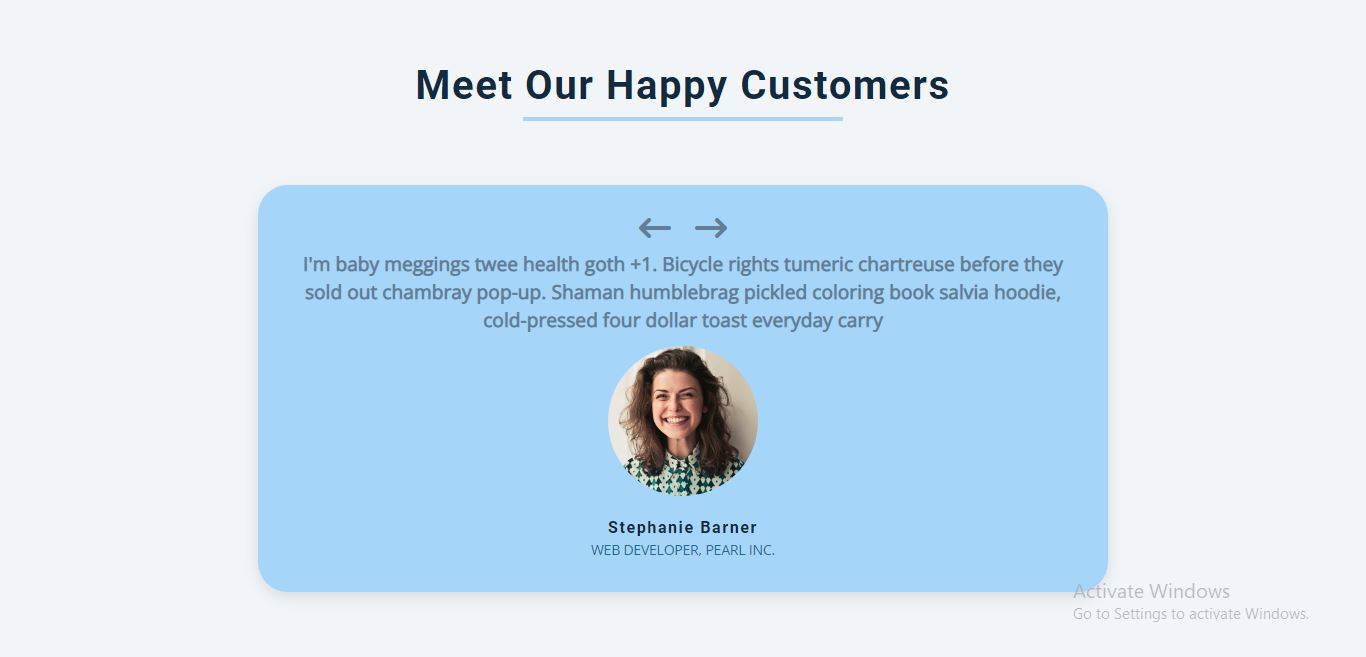 Meet Our Happy Customers
I'm baby meggings twee health goth +1. Bicycle rights tumeric chartreuse before they
sold out chambray pop-up. Shaman humblebrag pickled coloring book salvia hoodie,
cold-pressed four dollar toast everyday carry
Stephanie Barner
WEB DEVELOPER, PEARL INC.
Activate Windows
Go to Settings to activate Windows.